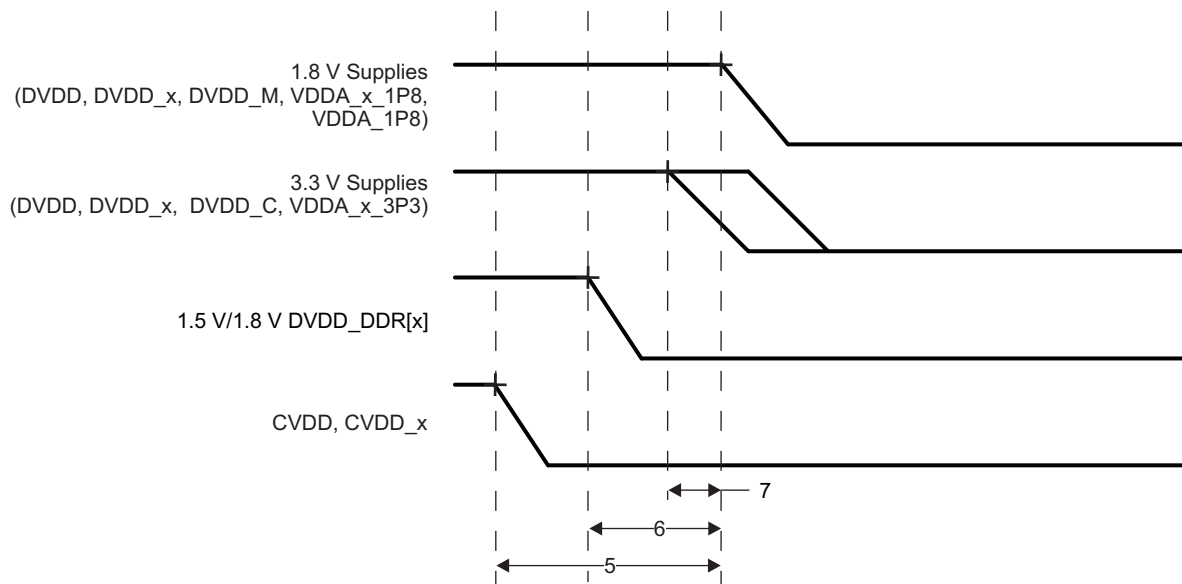 1.8 V Supplies
(DVDD, DVDD_x, DVDD_M, VDDA_x_1P8,
VDDA_1P8)
3.3 V Supplies
(DVDD, DVDD_x, DVDD_C, VDDA_x_3P3)
1.5 V/1.8 V DVDD_DDR[x]
CVDD, CVDD_x
7
6
5